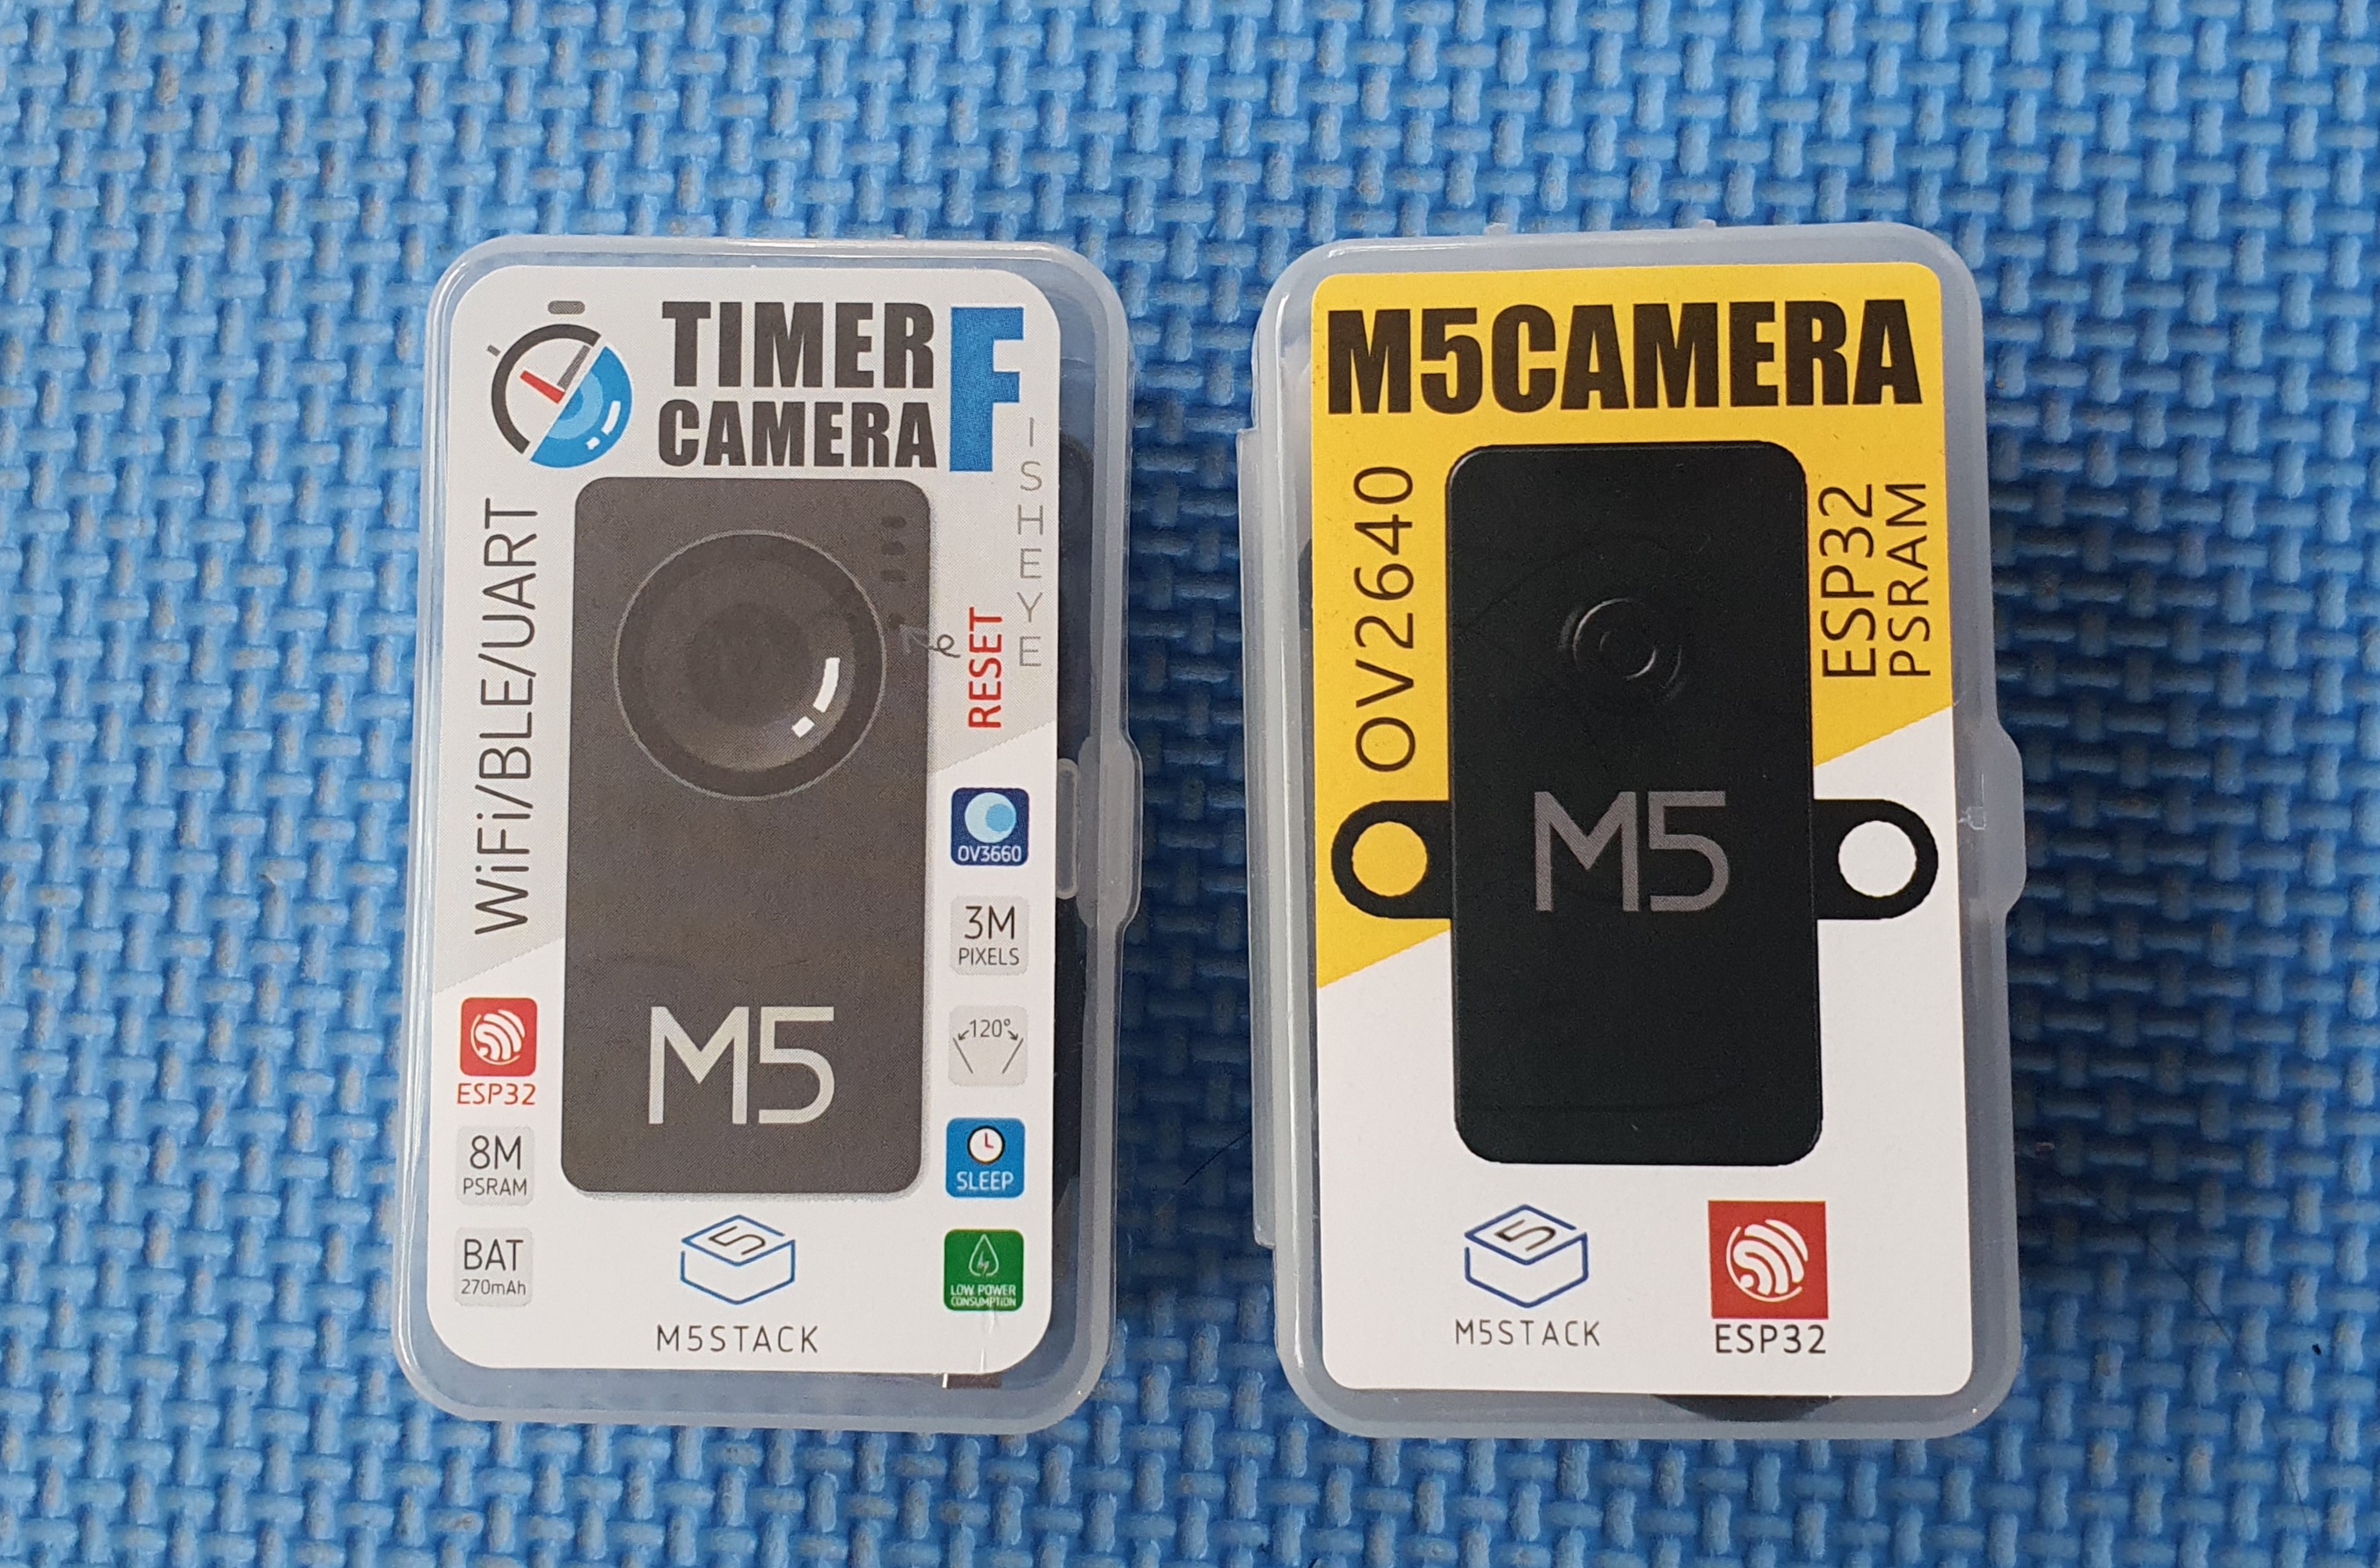 TIMER
CAMERA
F
ISHEYE
WiFi/BLE/UART
RESET
M5
OV3660
3M
PIXELS
120°
SLEEP
LOW POWER
CONSUMPTION
ESP32
8M
PSRAM
BAT
270mAh
5
M5STACK
M5CAMERA
OV2640
ESP32
PSRAM
M5
5
M5STACK
ESP32